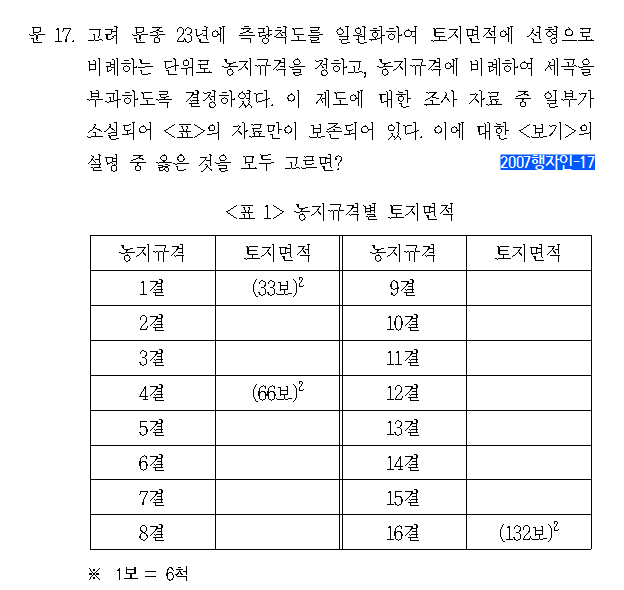 문 17. 고려 문종 23년에 측량척도를 일원화하여 토지면적에 선형으로
비례하는 단위로 농지규격을 정하고, 농지규격에 비례하여 세곡을
부과하도록 결정하였다. 이 제도에 대한 조사 자료 중 일부가
소실되어 <표>의 자료만이 보존되어 있다. 이에 대한 <보기>의
설명 중 옳은 것을 모두 고르면?
2007행자인-17
<표 1> 농지규격별 토지면적
농지규격 토지면적 농지규격 토지면적
1결 (33보)² 9결
2결 10결
3결 11결
4결 (66보)² 12결
5결 13결
6결 14결
7결 15결
8결 16결 (132보)²
※ 1보 = 6척